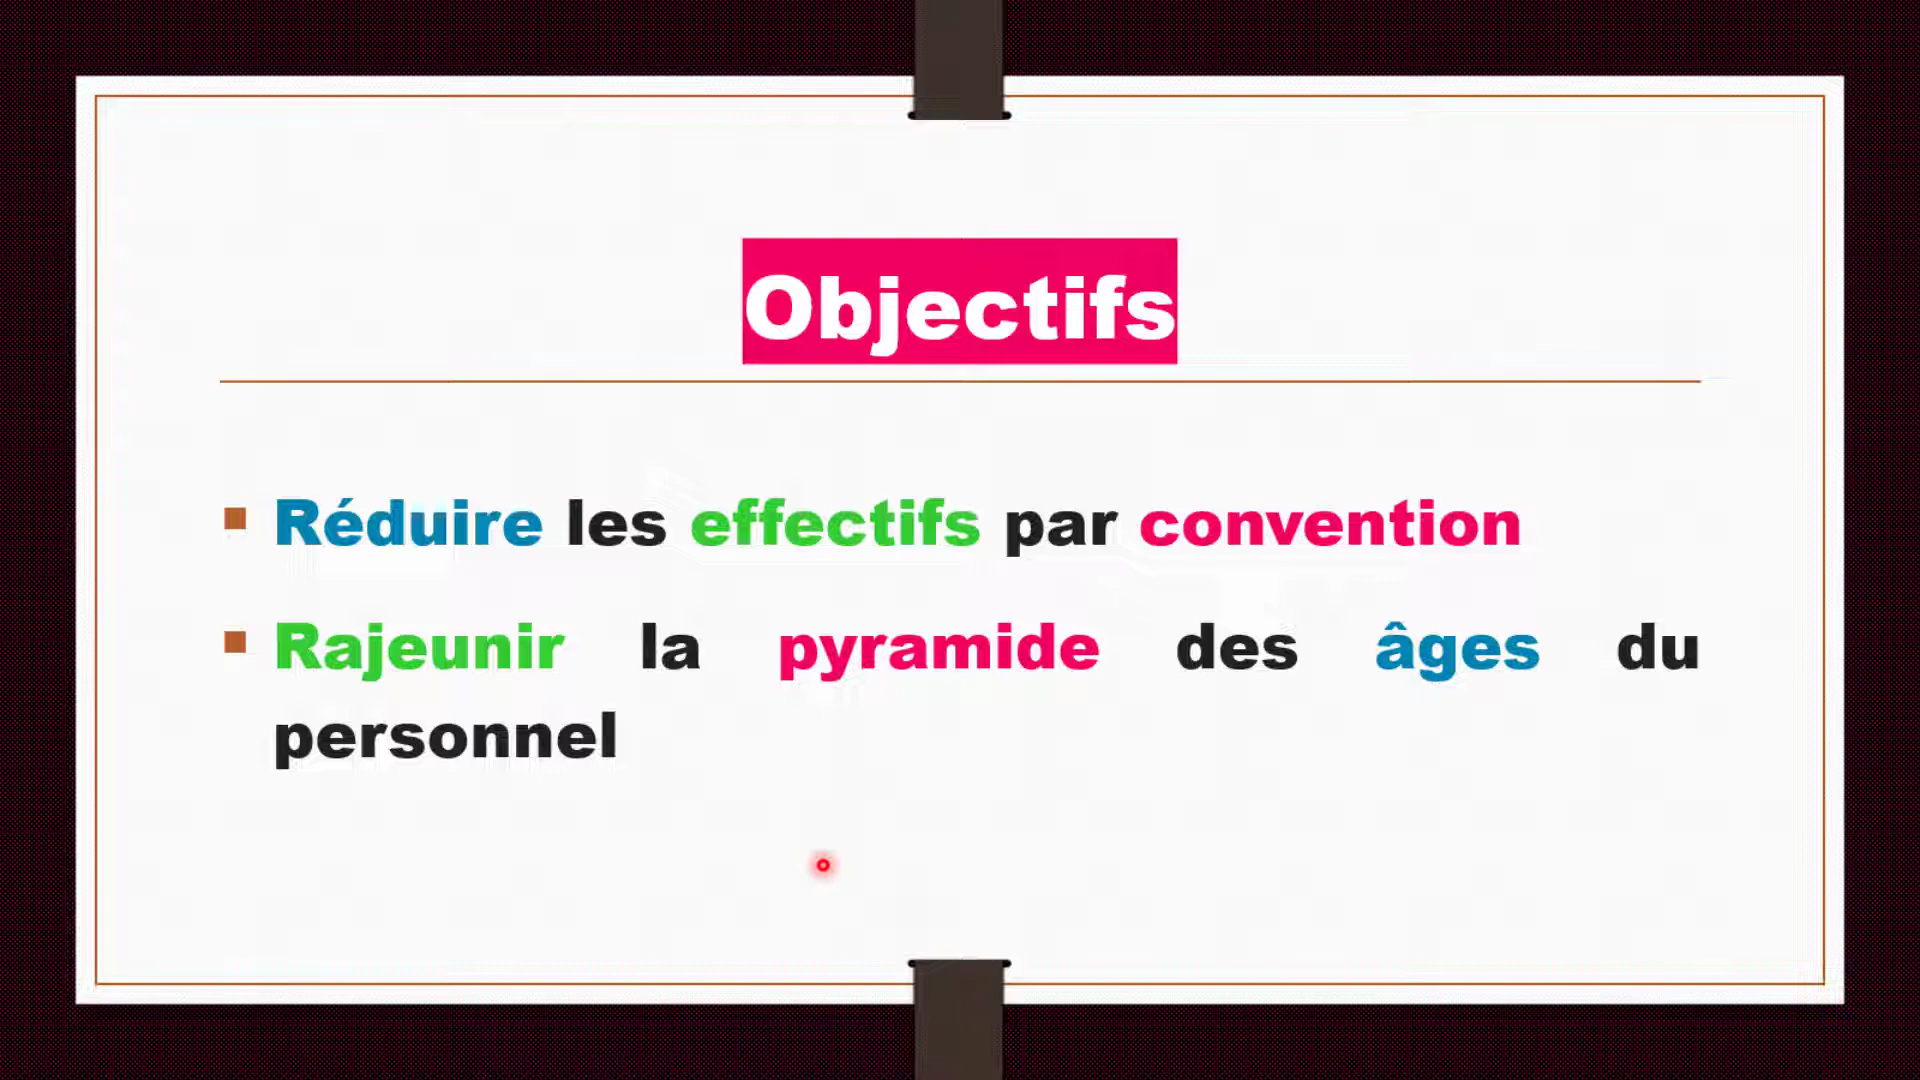 Objectifs
Réduire les effectifs par convention
Rajeunir la pyramide des âges du
personnel